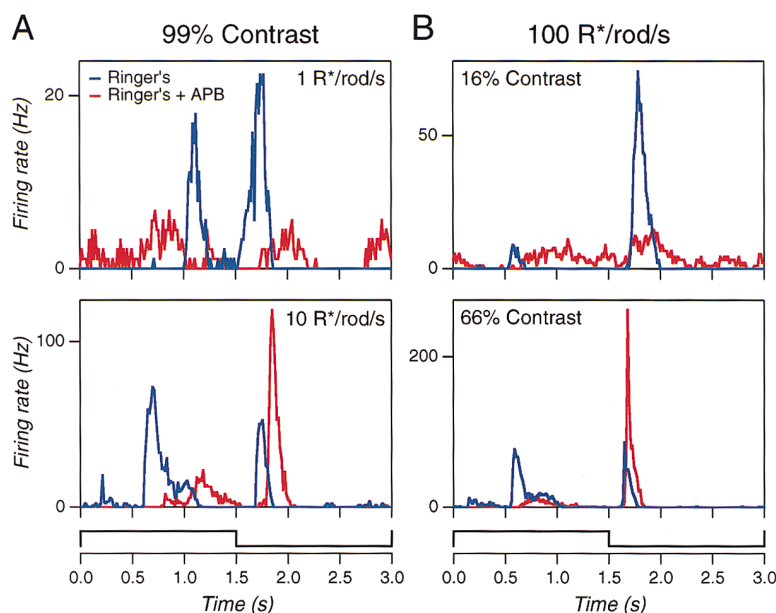 A
99% Contrast
Ringer's
Ringer's + APB
1 R*/rod/s
20
0
Firing rate (Hz)
10 R*/rod/s
100
0
Firing rate (Hz)
0.0 0.5 1.0 1.5 2.0 2.5 3.0
Time (s)
B
100 R*/rod/s
16% Contrast
50
0
66% Contrast
200
0
0.0 0.5 1.0 1.5 2.0 2.5 3.0
Time (s)